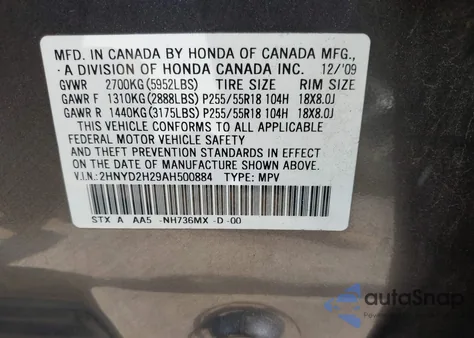 MFD. IN CANADA BY HONDA OF CANADA MFG.,
A DIVISION OF HONDA CANADA INC. 12/'09
GVWR 2700KG(5952LBS) TIRE SIZE RIM SIZE
GAWR F 1310KG(2888LBS) P255/55R18 104H 18X8.0J
GAWR R 1440KG(3175LBS) P255/55R18 104H 18X8.0J
THIS VEHICLE CONFORMS TO ALL APPLICABLE
FEDERAL MOTOR VEHICLE SAFETY
AND THEFT PREVENTION STANDARDS IN EFFECT
ON THE DATE OF MANUFACTURE SHOWN ABOVE.
V.I.N.: 2HNYD2H29AH500884 TYPE: MPV
STX A AA5 -NH736MX -D -00
autoSnap